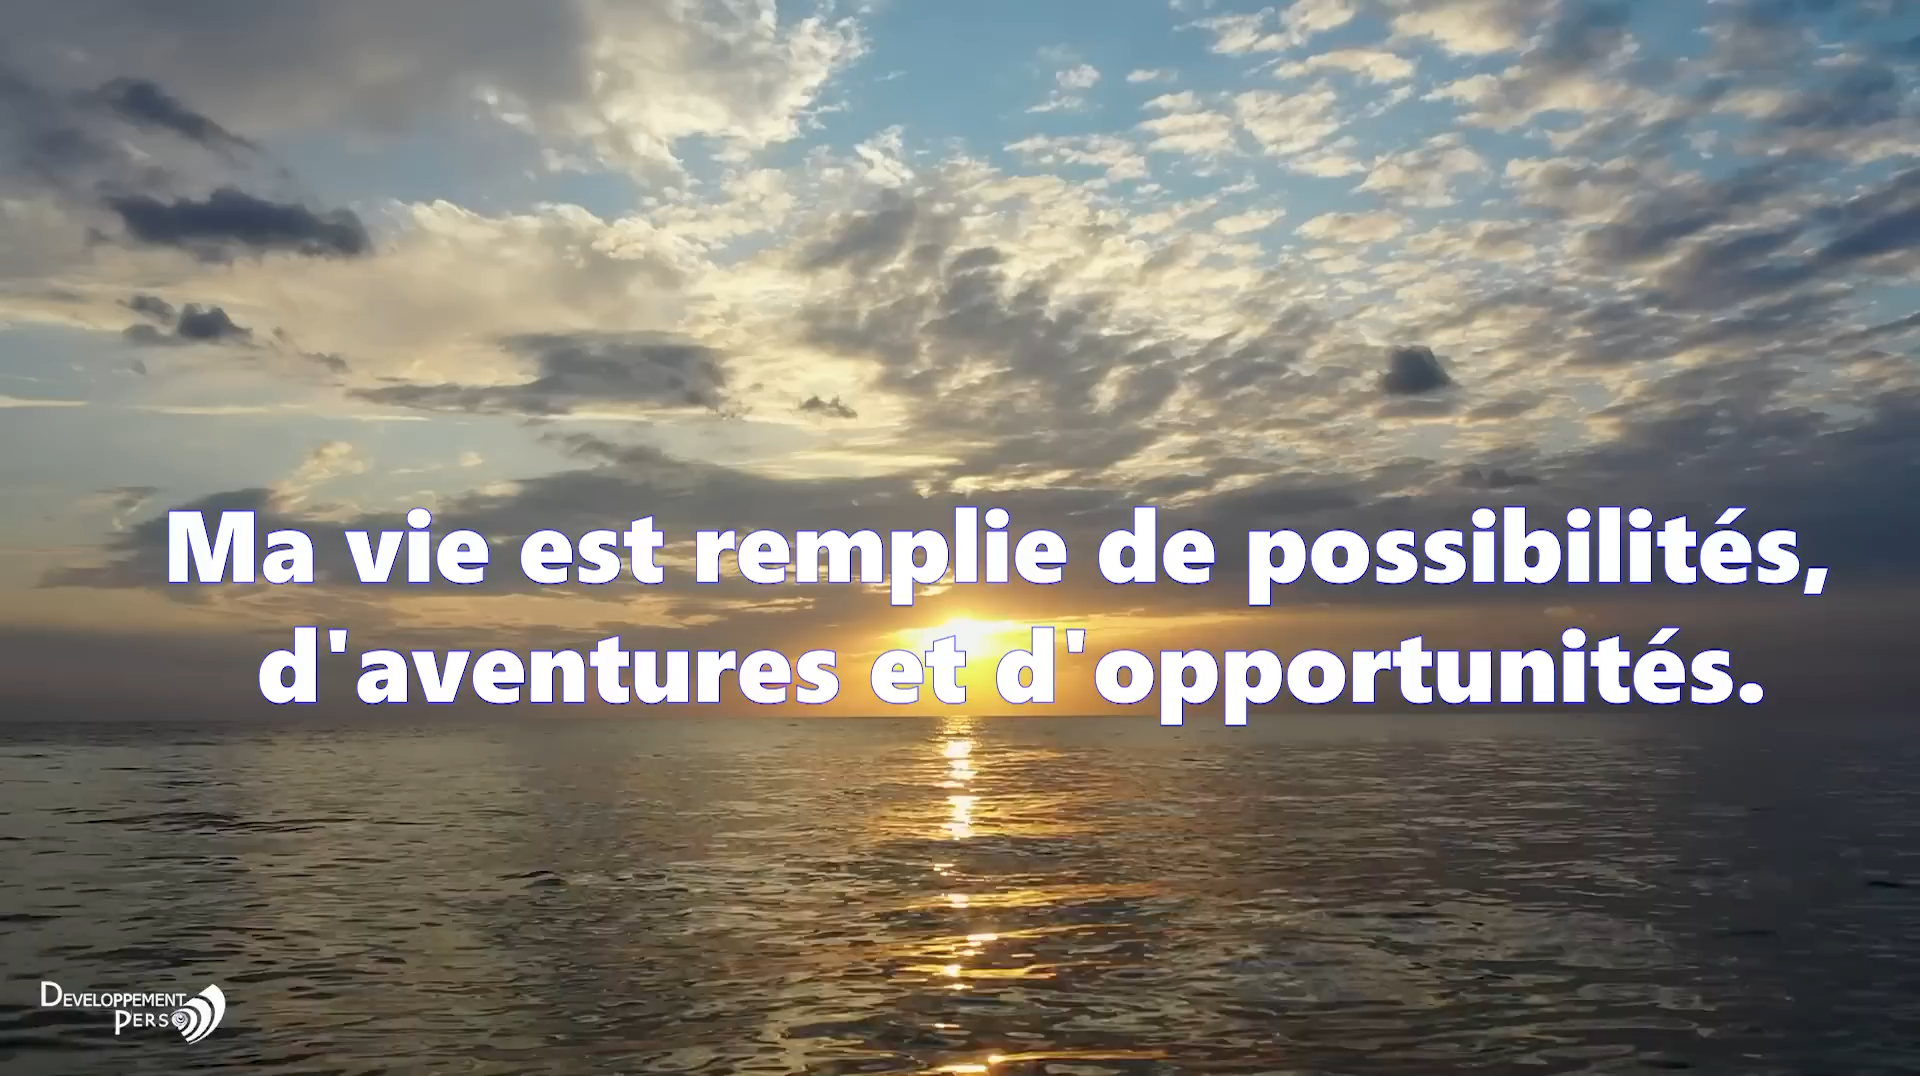 Ma vie est remplie de possibilités,
d'aventures et d'opportunités.
DEVELOPPEMENT
PERSO